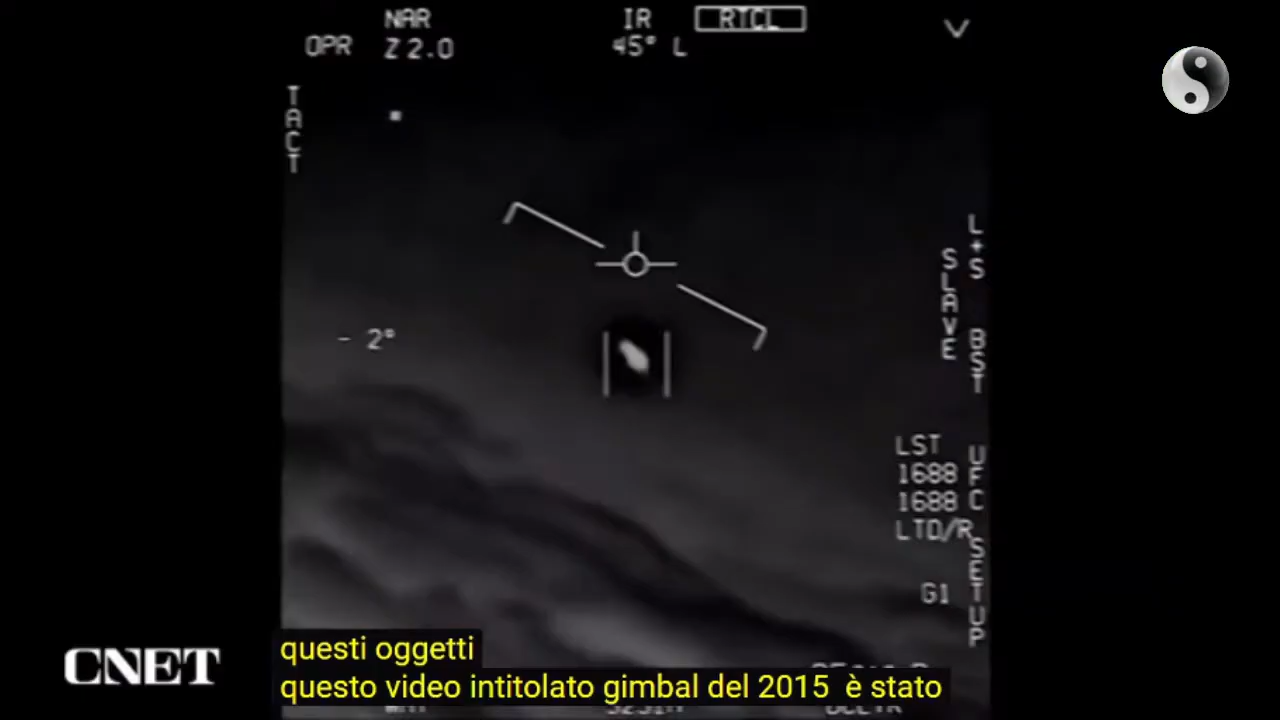 NAR
IR
RTCL
OPR
Z 2.0
45° L
TACT
- 2°
L+S
SLAVE
BST
LST
1688
1688
LTD/R
UFC
SETUP
G1
CNET
questi oggetti
questo video intitolato gimbal del 2015 è stato